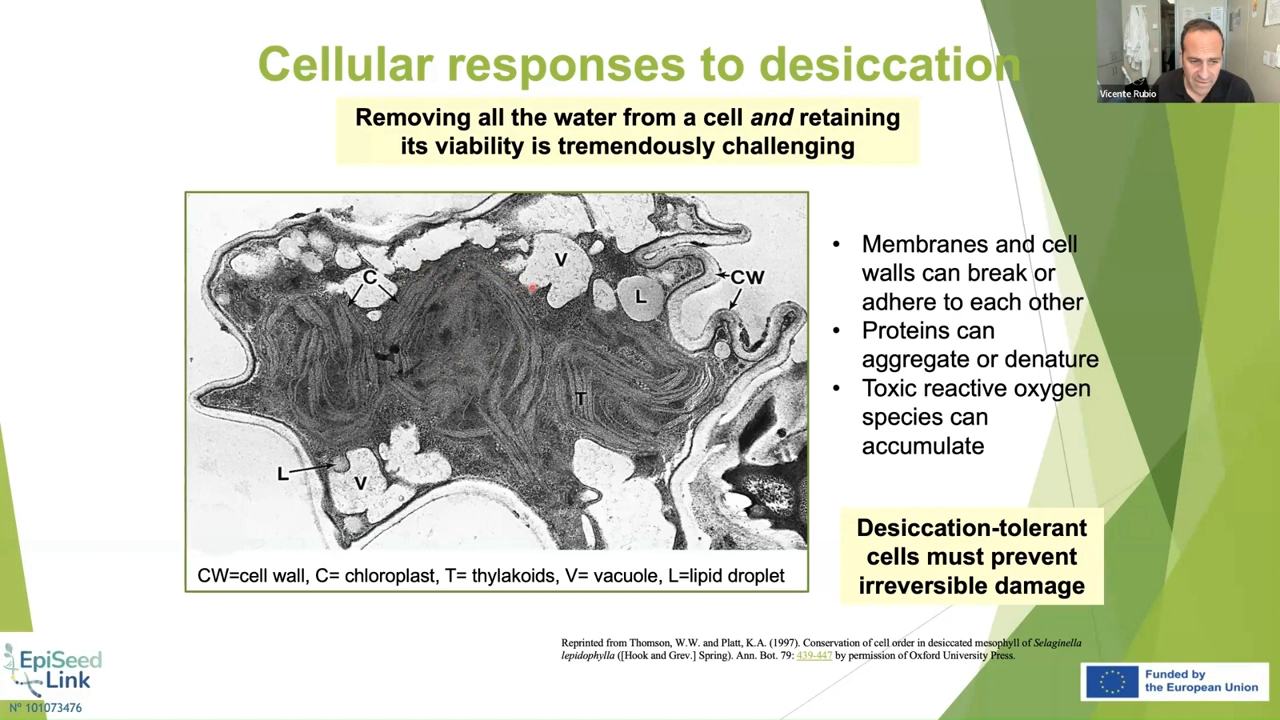 Cellular responses to desiccation
Vicente Rubio
Removing all the water from a cell and retaining
its viability is tremendously challenging
C
V
L
CW
T
L
V
CW=cell wall, C= chloroplast, T= thylakoids, V= vacuole, L=lipid droplet
• Membranes and cell
walls can break or
adhere to each other
• Proteins can
aggregate or denature
• Toxic reactive oxygen
species can
accumulate
Desiccation-tolerant
cells must prevent
irreversible damage
Reprinted from Thomson, W.W. and Platt, K.A. (1997). Conservation of cell order in desiccated mesophyll of Selaginella
lepidophylla ([Hook and Grev.] Spring). Ann. Bot. 79: 439-447 by permission of Oxford University Press.
EpiSeed
Link
Nº 101073476
Funded by
the European Union